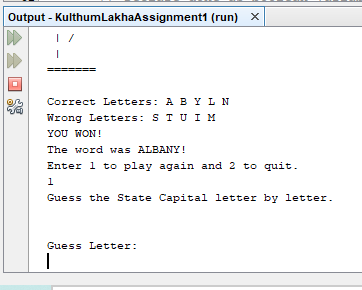 Output - KulthumLakhaAssignment1 (run) ×
| /
|
=======
Correct Letters: A B Y L N
Wrong Letters: S T U I M
YOU WON!
The word was ALBANY!
Enter 1 to play again and 2 to quit.
1
Guess the State Capital letter by letter.
Guess Letter: